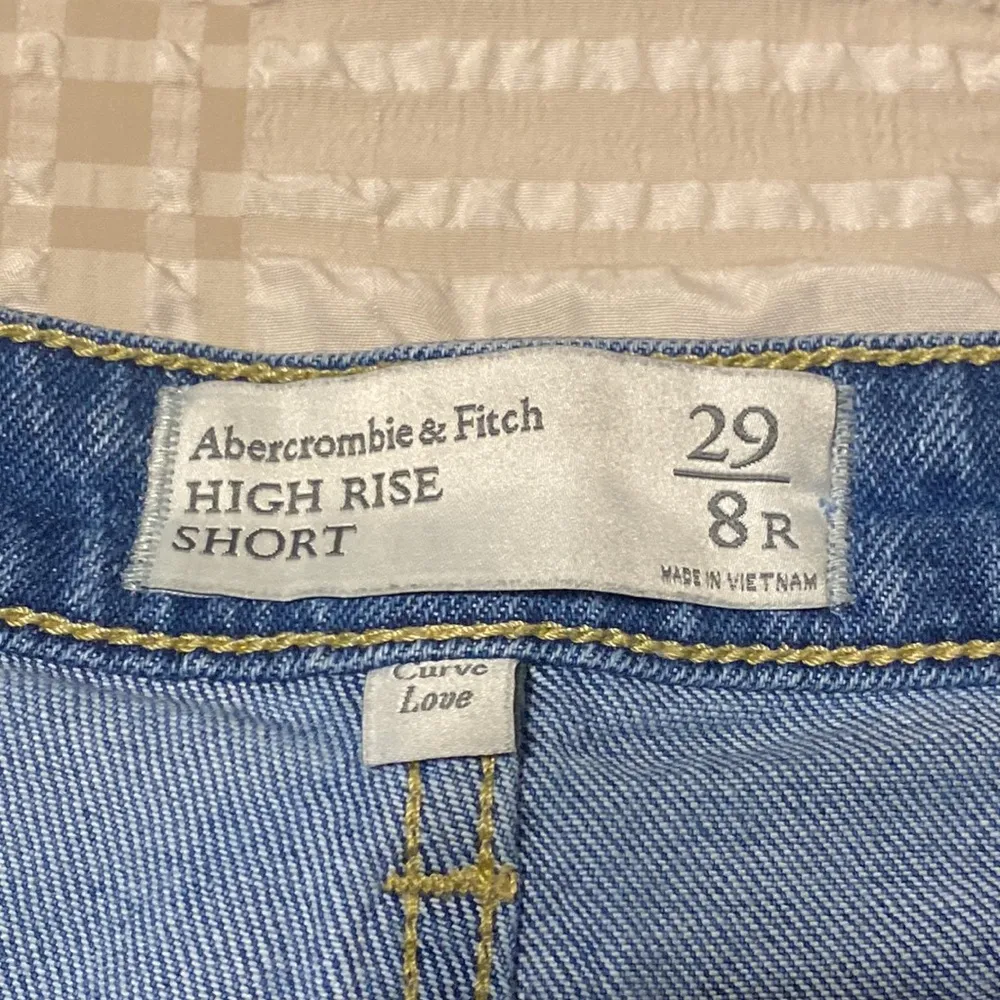 Abercrombie & Fitch
HIGH RISE
SHORT
29
8 R
MADE IN VIETNAM
Curve
Love